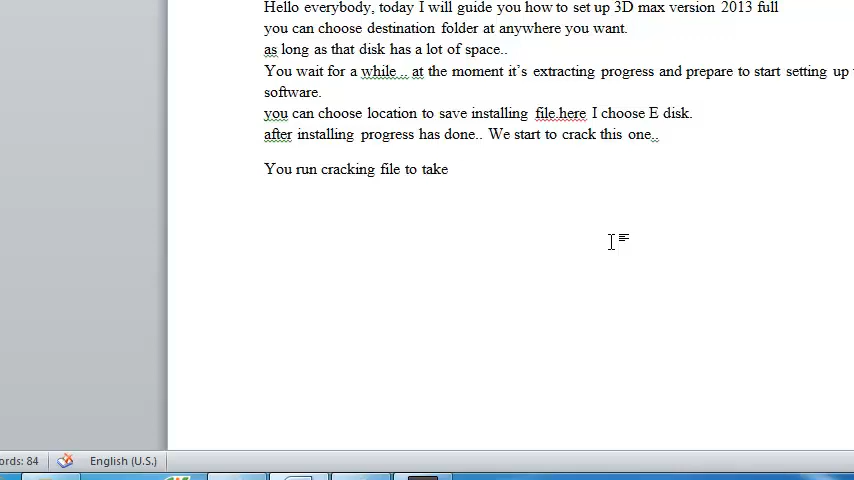 Hello everybody, today I will guide you how to set up 3D max version 2013 full
you can choose destination folder at anywhere you want.
as long as that disk has a lot of space..
You wait for a while .. at the moment it's extracting progress and prepare to start setting up
software.
you can choose location to save installing file.here I choose E disk.
after installing progress has done.. We start to crack this one..
You run cracking file to take
ords: 84
English (U.S.)